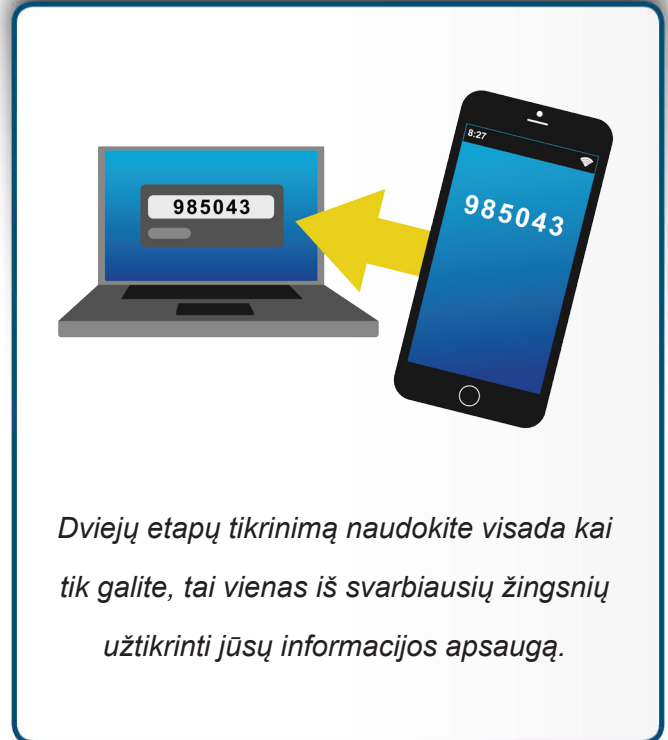 8:27
985043
985043
Dviejų etapų tikrinimą naudokite visada kai
tik galite, tai vienas iš svarbiausių žingsnių
užtikrinti jūsų informacijos apsaugą.